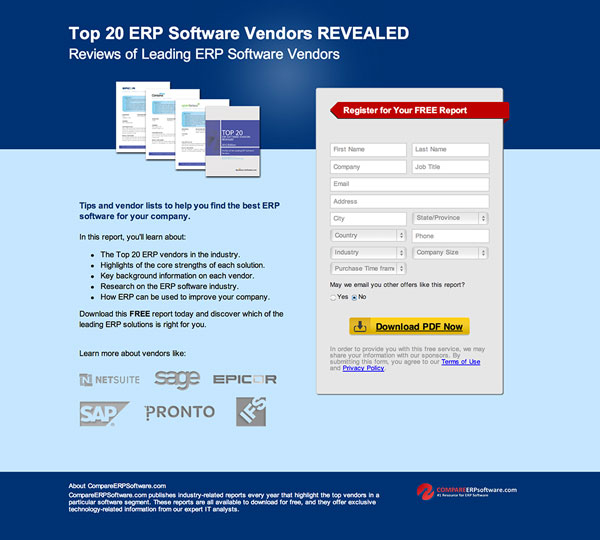 Top 20 ERP Software Vendors REVEALED
Reviews of Leading ERP Software Vendors
EPICOR
TOP 20
Register for Your FREE Report
First Name
Last Name
Company
Job Title
Email
Address
City
State/Province
Country
Phone
Industry
Company Size
Purchase Time frame
May we email you other offers like this report?
Yes No
Download PDF Now
In order to provide you with this free service, we may
share your information with our sponsors. By
submitting this form, you agree to our Terms of Use
and Privacy Policy.
Tips and vendor lists to help you find the best ERP
software for your company.
In this report, you'll learn about:
• The Top 20 ERP vendors in the industry.
• Highlights of the core strengths of each solution.
• Key background information on each vendor.
• Research on the ERP software industry.
• How ERP can be used to improve your company.
Download this FREE report today and discover which of the
leading ERP solutions is right for you.
Learn more about vendors like:
N NETSUITE sage EPICOR
SAP PRONTO IFS
About CompareERPSoftware.com
CompareERPSoftware.com publishes industry-related reports every year that highlight the top vendors in a
particular software segment. These reports are all available to download for free, and they offer exclusive
technology-related information from our expert IT analysts.
COMPAREERPsoftware.com
#1 Resource for ERP Software